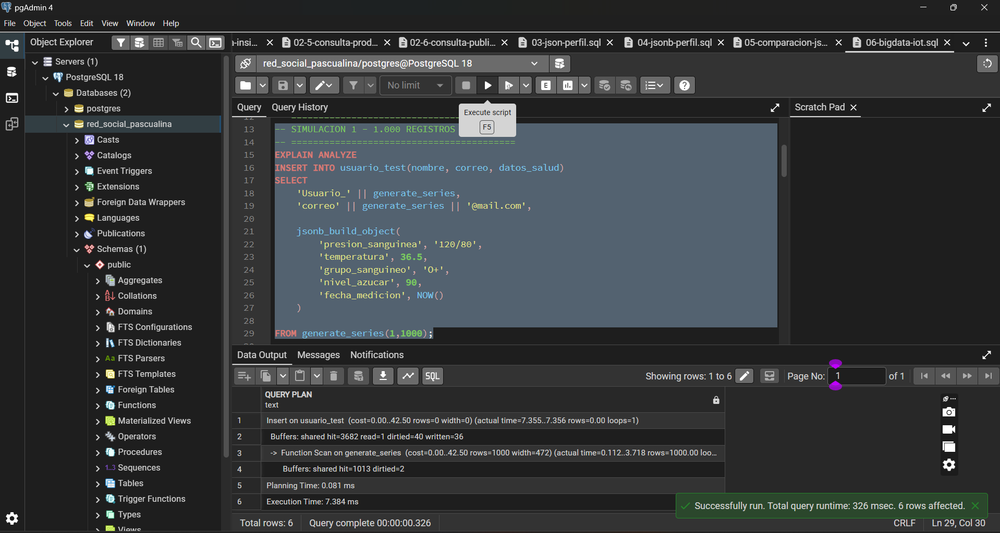 pgAdmin 4
File Object Tools Edit View Window Help
Object Explorer
-insi... 02-5-consulta-prod... 02-6-consulta-publi... 03-json-perfil.sql 04-jsonb-perfil.sql 05-comparacion-js... 06-bigdata-iot.sql
Servers (1)
PostgreSQL 18
Databases (2)
postgres
red_social_pascualina
Casts
Catalogs
Event Triggers
Extensions
Foreign Data Wrappers
Languages
Publications
Schemas (1)
public
Aggregates
Collations
Domains
FTS Configurations
FTS Dictionaries
Aa FTS Parsers
FTS Templates
Foreign Tables
Functions
Materialized Views
Operators
Procedures
1..3 Sequences
Tables
Trigger Functions
Types
Views
red_social_pascualina/postgres@PostgreSQL 18
No limit
E
Query Query History
Execute script
F5
Scratch Pad
12 -- =========================================
13 -- SIMULACION 1 - 1.000 REGISTROS
14 -- =========================================
15 EXPLAIN ANALYZE
16 INSERT INTO usuario_test(nombre, correo, datos_salud)
17 SELECT
18 'Usuario_' || generate_series,
19 'correo' || generate_series || '@mail.com',
20
21 jsonb_build_object(
22 'presion_sanguinea', '120/80',
23 'temperatura', 36.5,
24 'grupo_sanguineo', 'O+',
25 'nivel_azucar', 90,
26 'fecha_medicion', NOW()
27 )
28
29 FROM generate_series(1,1000);
Data Output Messages Notifications
SQL
Showing rows: 1 to 6
Page No: 1 of 1
QUERY PLAN
text
1 Insert on usuario_test (cost=0.00..42.50 rows=0 width=0) (actual time=7.355..7.356 rows=0.00 loops=1)
2 Buffers: shared hit=3682 read=1 dirtied=40 written=36
3 -> Function Scan on generate_series (cost=0.00..42.50 rows=1000 width=472) (actual time=0.112..3.718 rows=1000.00 loo...
4 Buffers: shared hit=1013 dirtied=2
5 Planning Time: 0.081 ms
6 Execution Time: 7.384 ms
Successfully run. Total query runtime: 326 msec. 6 rows affected.
Total rows: 6 Query complete 00:00:00.326
CRLF Ln 29, Col 30